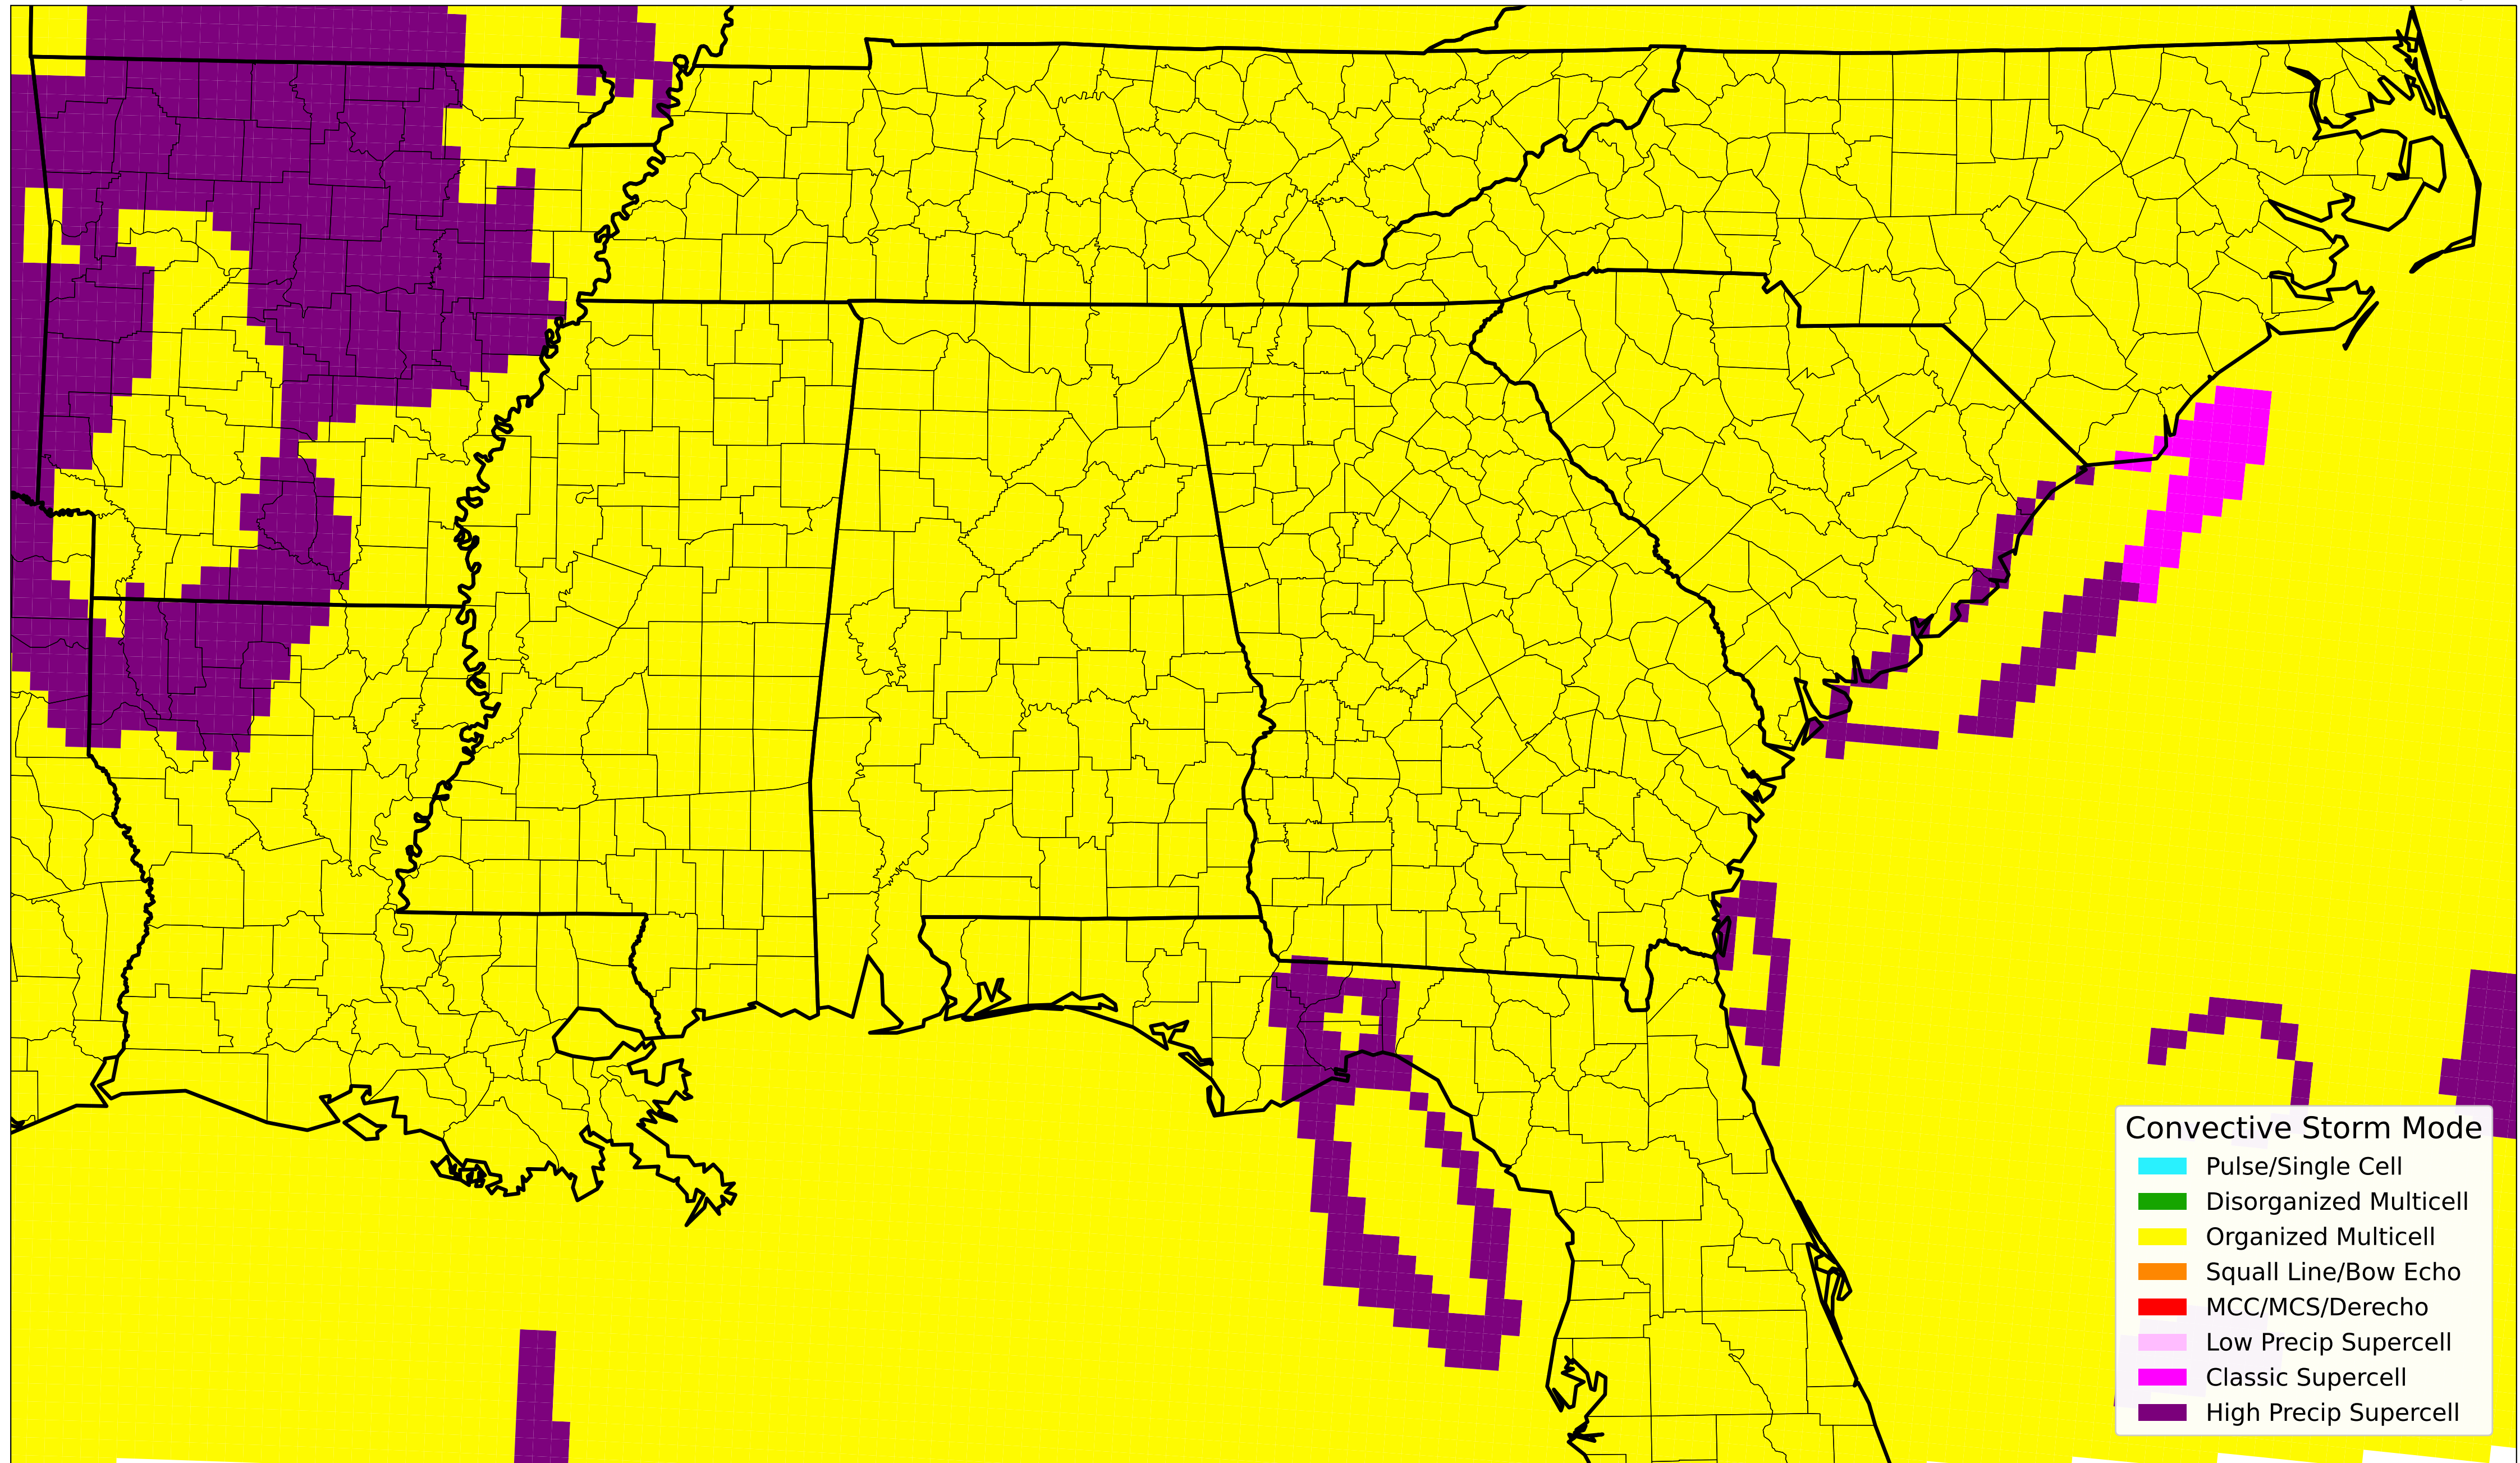 Convective Storm Mode
Pulse/Single Cell
Disorganized Multicell
Organized Multicell
Squall Line/Bow Echo
MCC/MCS/Derecho
Low Precip Supercell
Classic Supercell
High Precip Supercell